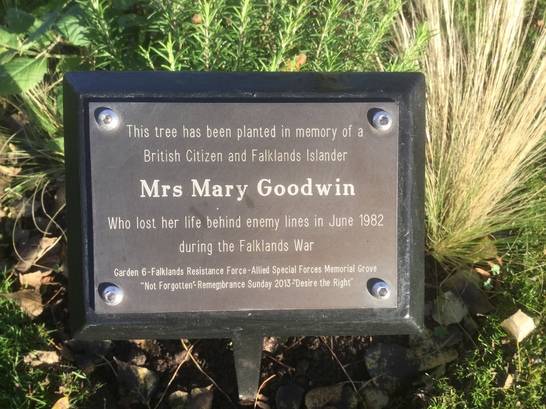 This tree has been planted in memory of a
British Citizen and Falklands Islander
Mrs Mary Goodwin
Who lost her life behind enemy lines in June 1982
during the Falklands War
Garden 6-Falklands Resistance Force-Allied Special Forces Memorial Grove
"Not Forgotten"- Remembrance Sunday 2013-"Desire the Right"